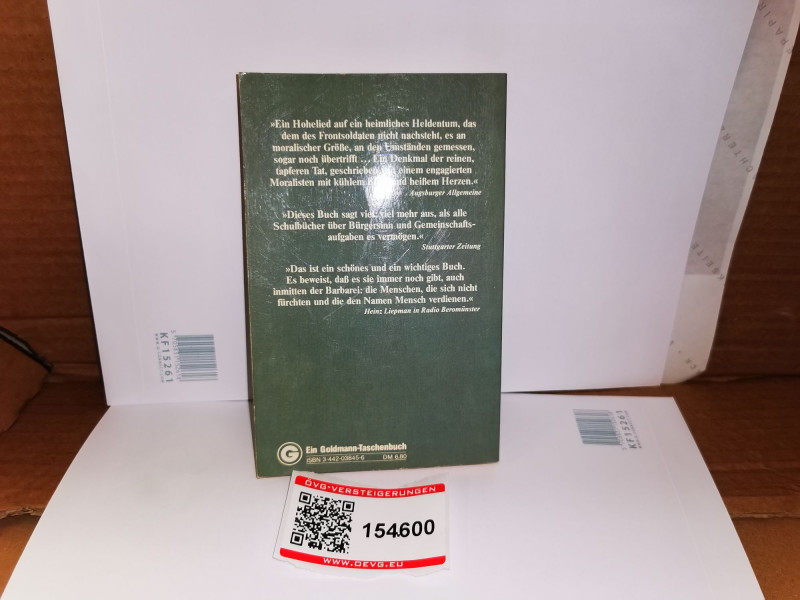 »Ein Hohelied auf ein heimliches Heldentum, das
dem des Frontsoldaten nicht nachsteht, es an
moralischer Größe, an den Umständen gemessen,
sogar noch übertrifft ... Ein Denkmal der reinen,
tapferen Tat, geschrieben einem engagierten
Moralisten mit kühlem und heißem Herzen.«
Augsburger Allgemeine
»Dieses Buch sagt viel, viel mehr aus, als alle
Schulbücher über Bürgersinn und Gemeinschafts-
aufgaben es vermögen.«
Stuttgarter Zeitung
»Das ist ein schönes und ein wichtiges Buch.
Es beweist, daß es sie immer noch gibt, auch
inmitten der Barbarei: die Menschen, die sich nicht
fürchten und die den Namen Mensch verdienen.«
Heinz Liepman in Radio Beromünster
G
Ein Goldmann-Taschenbuch
ISBN 3-442-03845-6 DM 6.80
KF15261
KF15261
ÖVG·VERSTEIGERUNGEN
154600
WWW.OEVG.EU